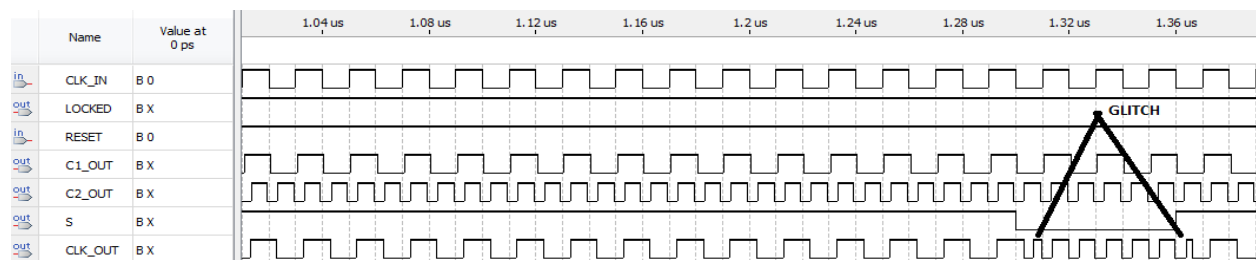 Name
Value at
0 ps
1.04 us
1.08 us
1.12 us
1.16 us
1.2 us
1.24 us
1.28 us
1.32 us
1.36 us
in
CLK_IN
B 0
out
LOCKED
B X
GLITCH
in
RESET
B 0
out
C1_OUT
B X
out
C2_OUT
B X
out
S
B X
out
CLK_OUT
B X